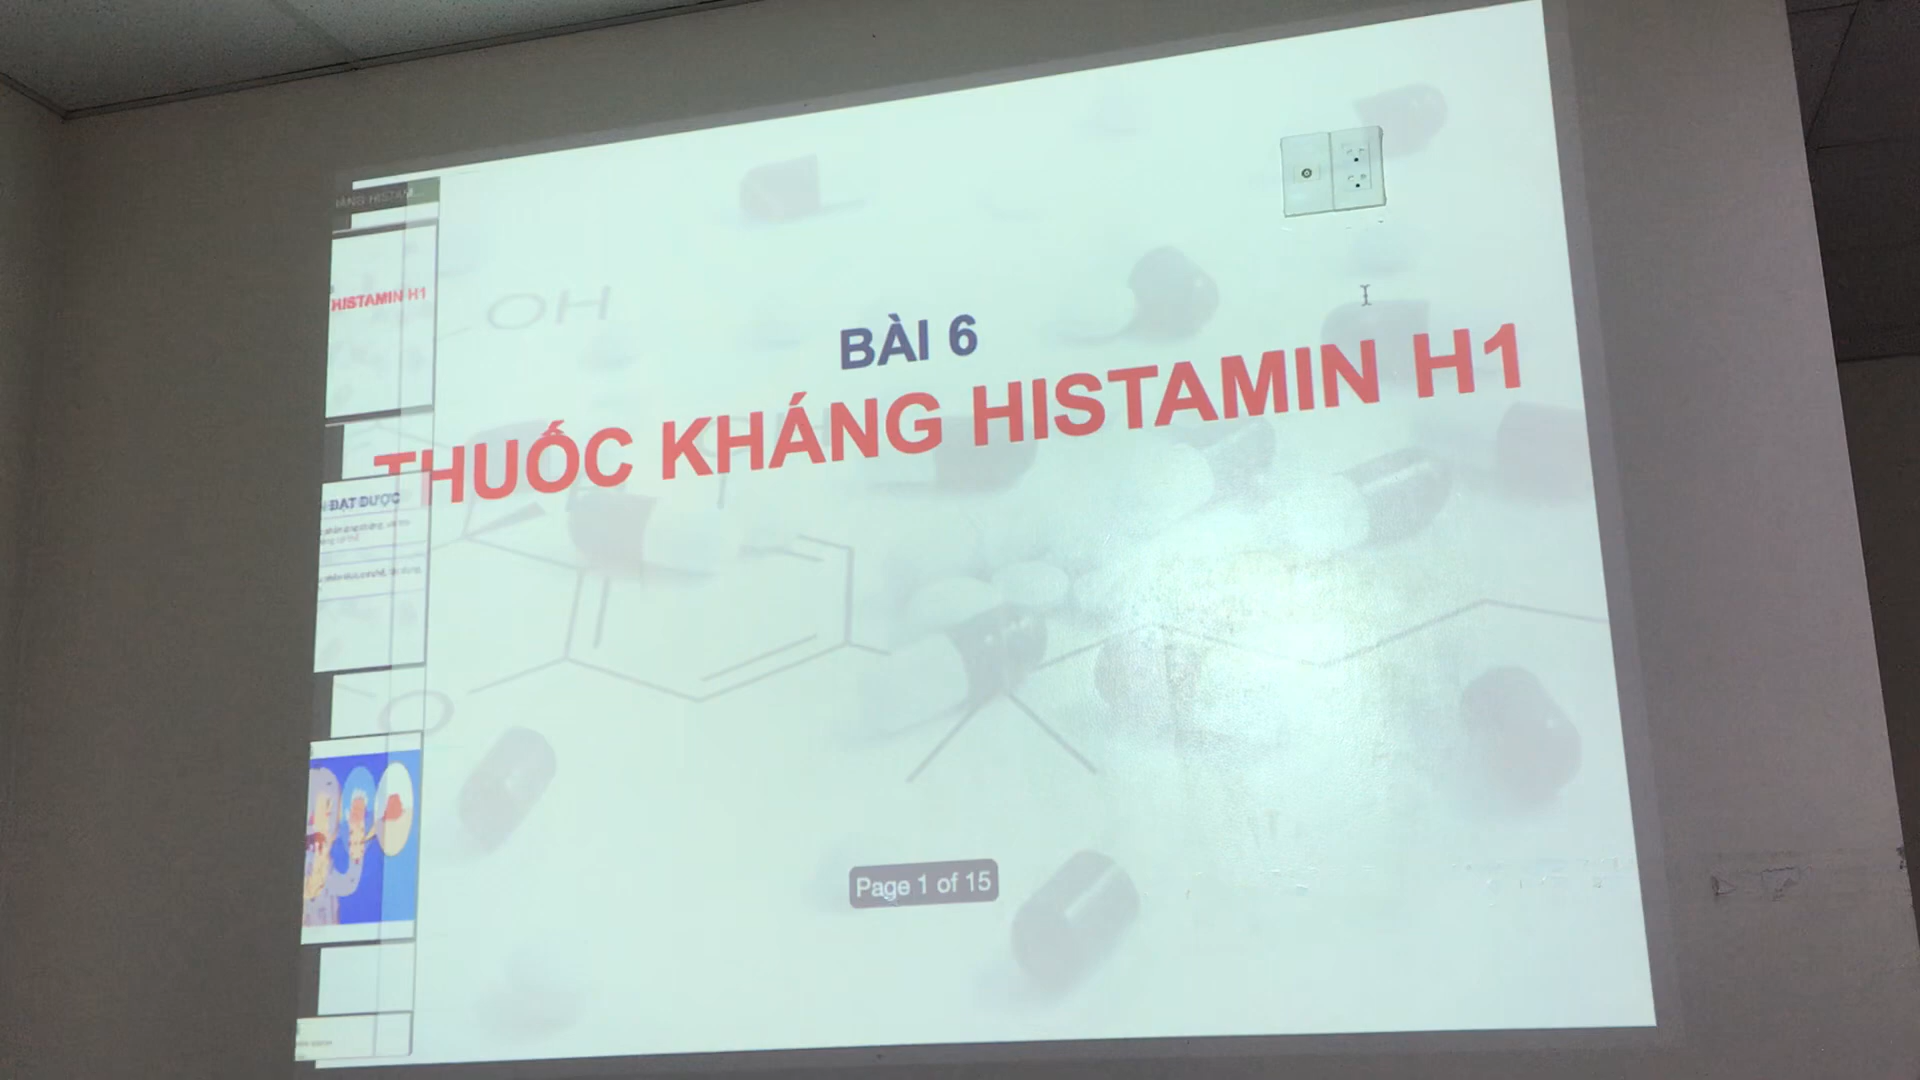 HISTAMIN H1
ĐẠT ĐƯỢC
OH
BÀI 6
THUỐC KHÁNG HISTAMIN H1
O
Page 1 of 15